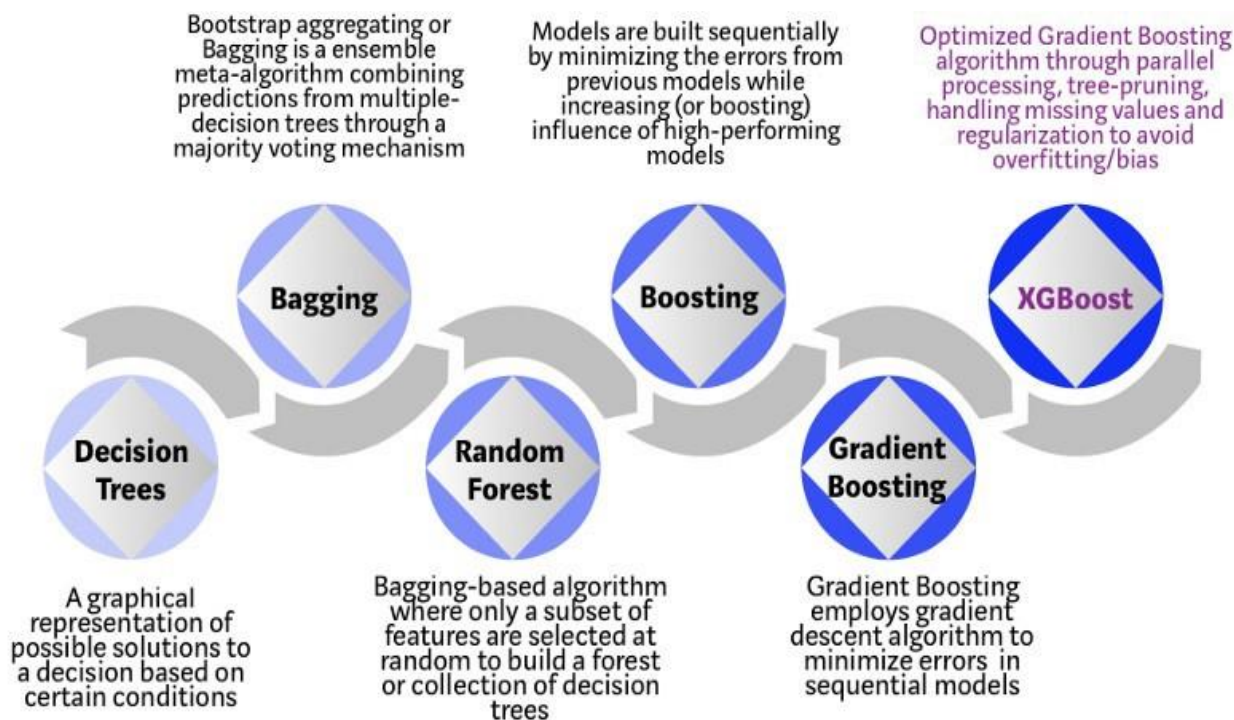 Bootstrap aggregating or
Bagging is a ensemble
meta-algorithm combining
predictions from multiple-
decision trees through a
majority voting mechanism
Models are built sequentially
by minimizing the errors from
previous models while
increasing (or boosting)
influence of high-performing
models
Optimized Gradient Boosting
algorithm through parallel
processing, tree-pruning,
handling missing values and
regularization to avoid
overfitting/bias
Bagging
Boosting
XGBoost
Decision
Trees
Random
Forest
Gradient
Boosting
A graphical
representation of
possible solutions to
a decision based on
certain conditions
Bagging-based algorithm
where only a subset of
features are selected at
random to build a forest
or collection of decision
trees
Gradient Boosting
employs gradient
descent algorithm to
minimize errors in
sequential models